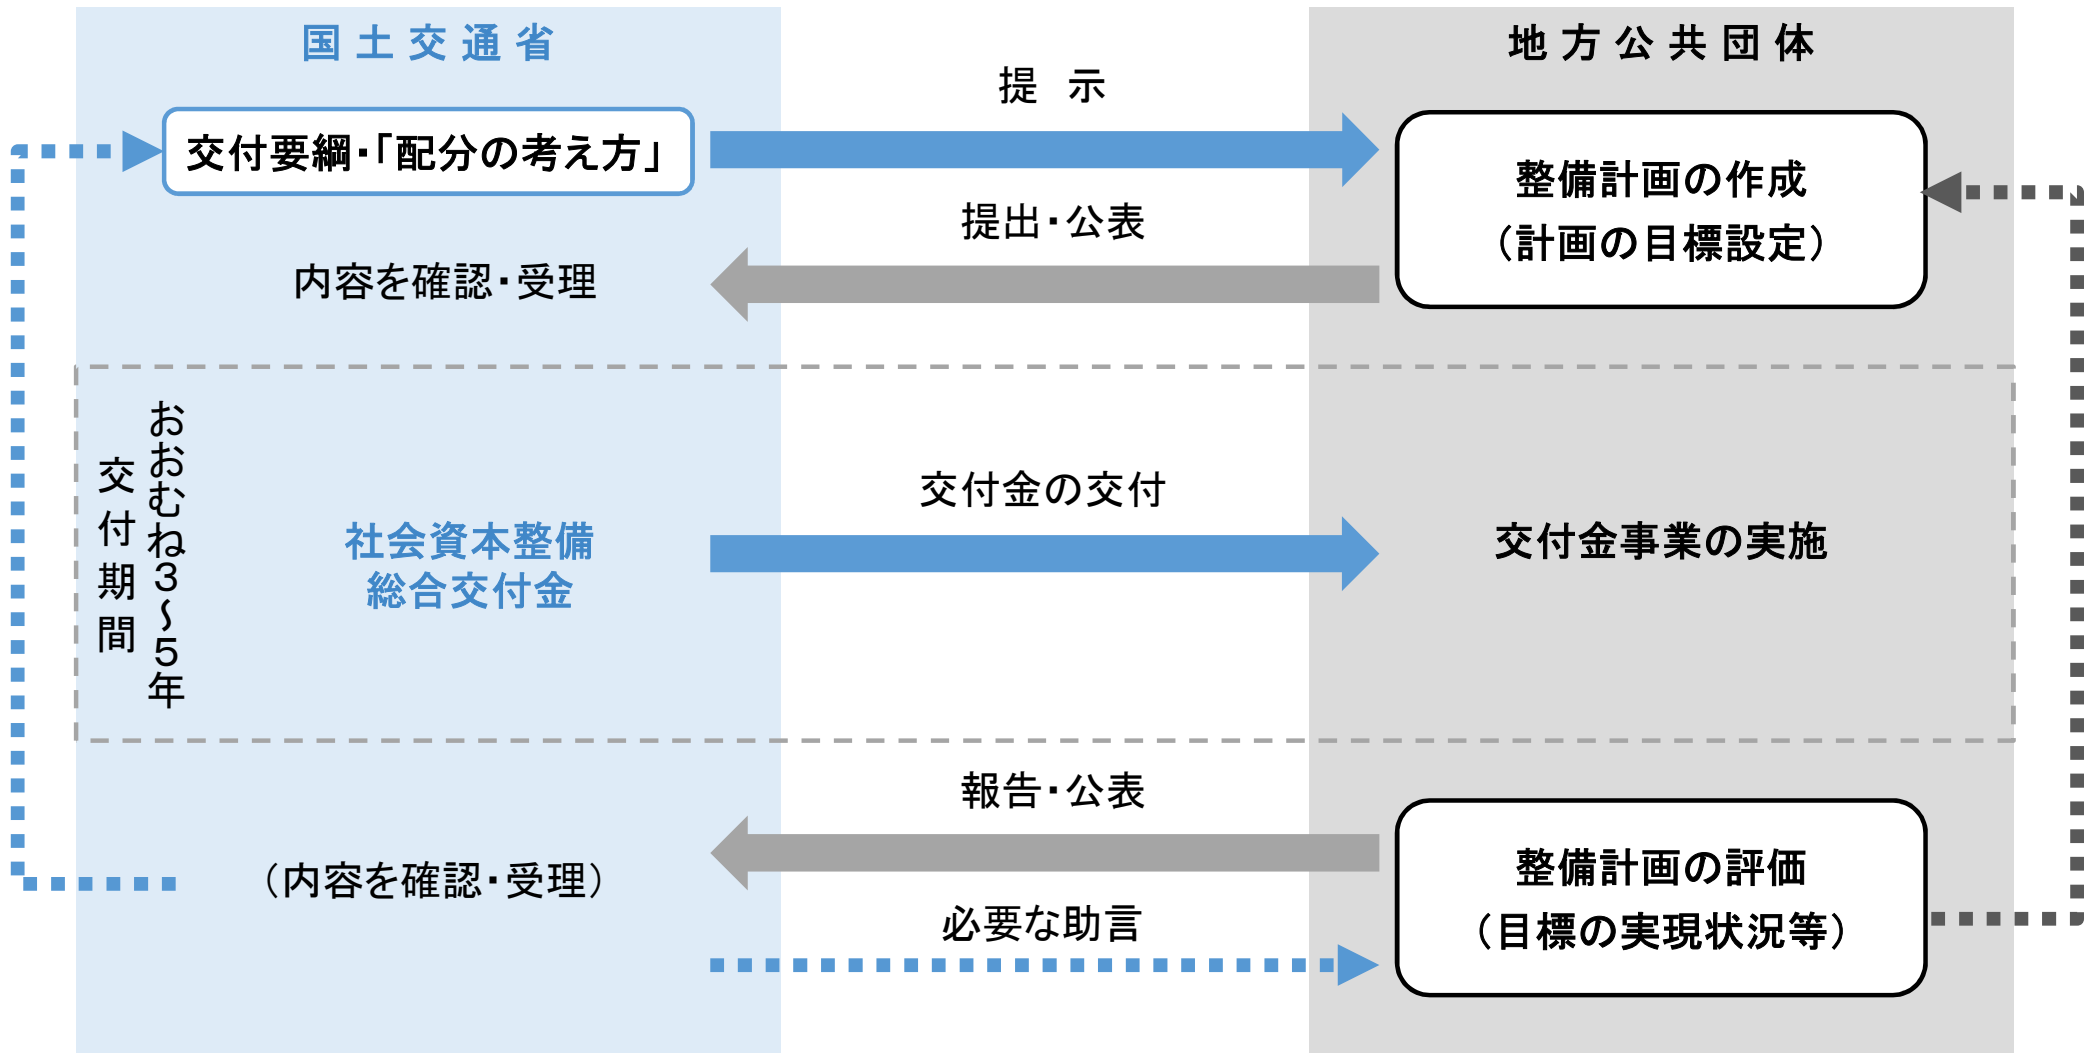 国土交通省
地方公共団体
提　示
交付要綱・「配分の考え方」
整備計画の作成
（計画の目標設定）
提出・公表
内容を確認・受理
おおむね３～５年
交付期間
交付金の交付
社会資本整備
総合交付金
交付金事業の実施
報告・公表
（内容を確認・受理）
整備計画の評価
（目標の実現状況等）
必要な助言